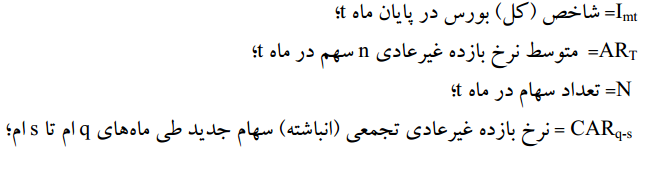 I_mt= شاخص (کل) بورس در پایان ماه t؛
AR_T= متوسط نرخ بازده غیرعادی n سهم در ماه t؛
N= تعداد سهام در ماه t؛
CAR_q-s = نرخ بازده غیرعادی تجمعی (انباشته) سهام جدید طی ماه‌های q ام تا s ام؛